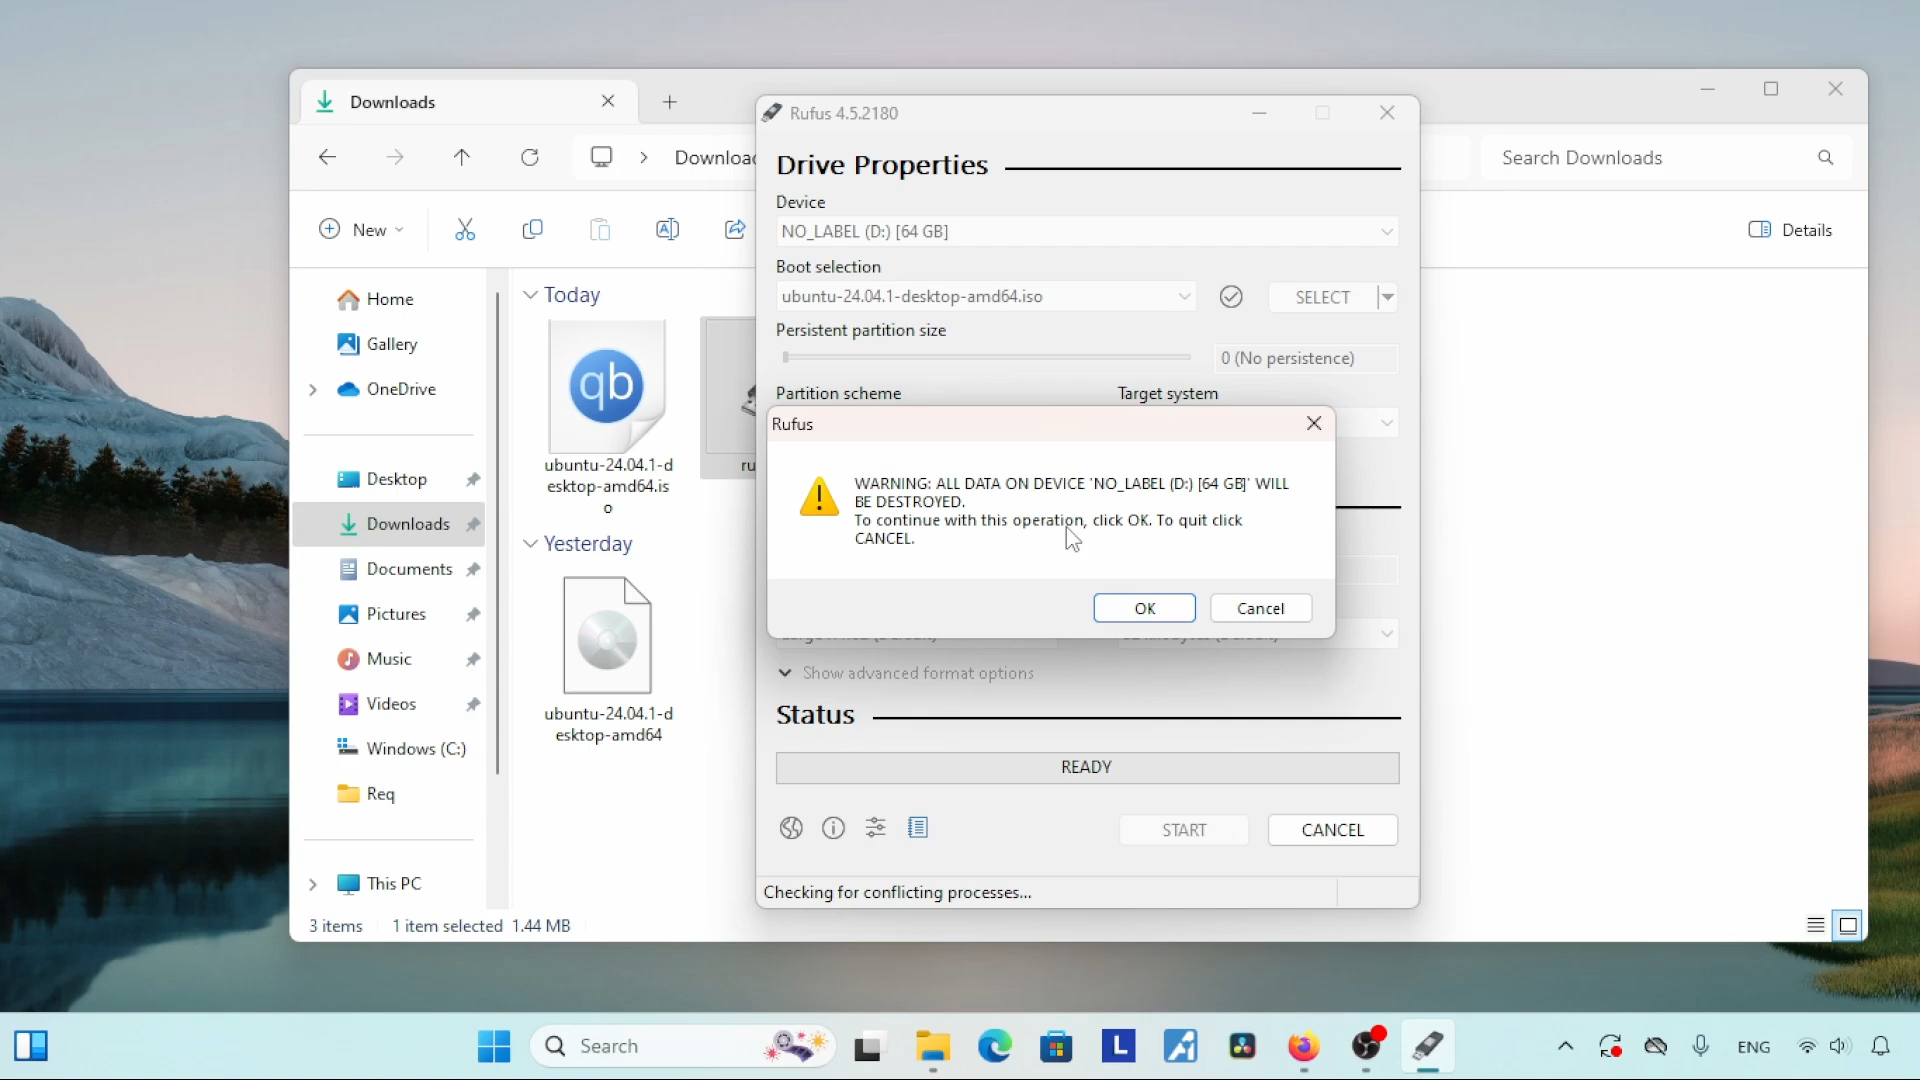 Downloads
Rufus 4.5.2180
Downloa
Search Downloads
Drive Properties
Device
NO_LABEL (D:) [64 GB]
New
Details
Boot selection
ubuntu-24.04.1-desktop-amd64.iso
SELECT
Persistent partition size
0 (No persistence)
Partition scheme
Target system
Home
Gallery
OneDrive
Desktop
Downloads
Documents
Pictures
Music
Videos
Windows (C:)
Req
This PC
Today
qb
ubuntu-24.04.1-d
esktop-amd64.is
o
ru
Yesterday
ubuntu-24.04.1-d
esktop-amd64
Rufus
WARNING: ALL DATA ON DEVICE 'NO_LABEL (D:) [64 GB]' WILL
BE DESTROYED.
To continue with this operation, click OK. To quit click
CANCEL.
OK
Cancel
Show advanced format options
Status
READY
START
CANCEL
Checking for conflicting processes...
3 items
1 item selected 1.44 MB
Search
L
ENG